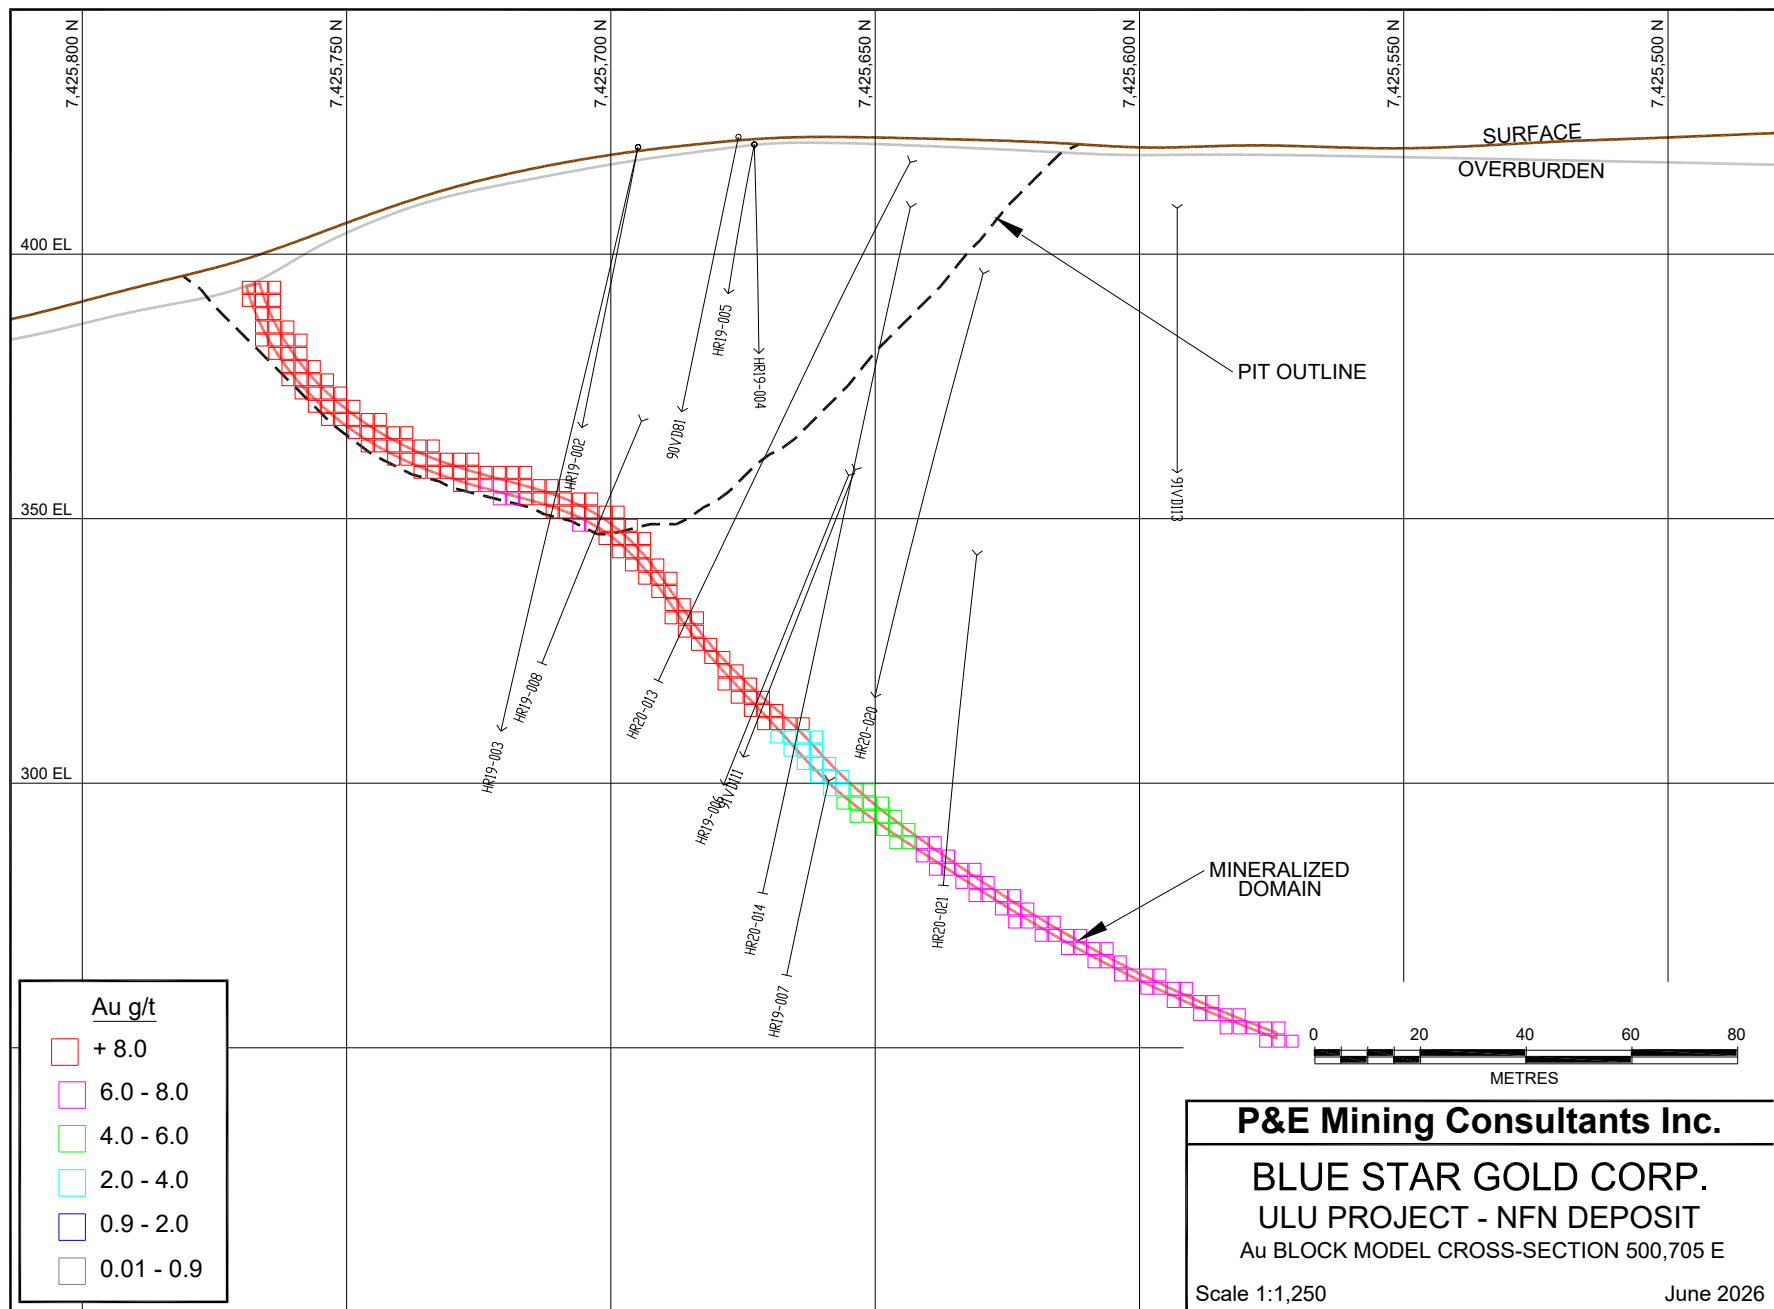 7,425,800 N
7,425,750 N
7,425,700 N
7,425,650 N
7,425,600 N
7,425,550 N
7,425,500 N
SURFACE
OVERBURDEN
400 EL
PIT OUTLINE
HR19-005
HR19-004
90VD81
HR19-002
91VD113
350 EL
HR19-008
HR20-013
HR20-020
HR19-003
300 EL
HR19-006
91VD111
HR20-014
HR20-021
HR19-007
MINERALIZED
DOMAIN
Au g/t
+ 8.0
6.0 - 8.0
4.0 - 6.0
2.0 - 4.0
0.9 - 2.0
0.01 - 0.9
0 20 40 60 80
METRES
P&E Mining Consultants Inc.
BLUE STAR GOLD CORP.
ULU PROJECT - NFN DEPOSIT
Au BLOCK MODEL CROSS-SECTION 500,705 E
Scale 1:1,250 June 2026